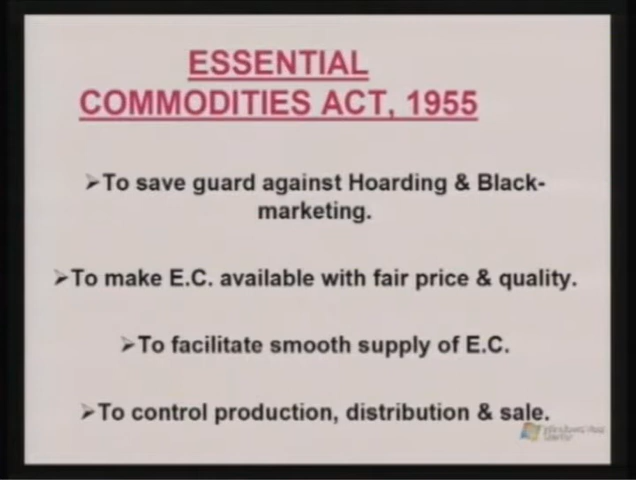 ESSENTIAL
COMMODITIES ACT, 1955
➢To save guard against Hoarding & Black-
marketing.
➢To make E.C. available with fair price & quality.
➢To facilitate smooth supply of E.C.
➢To control production, distribution & sale.